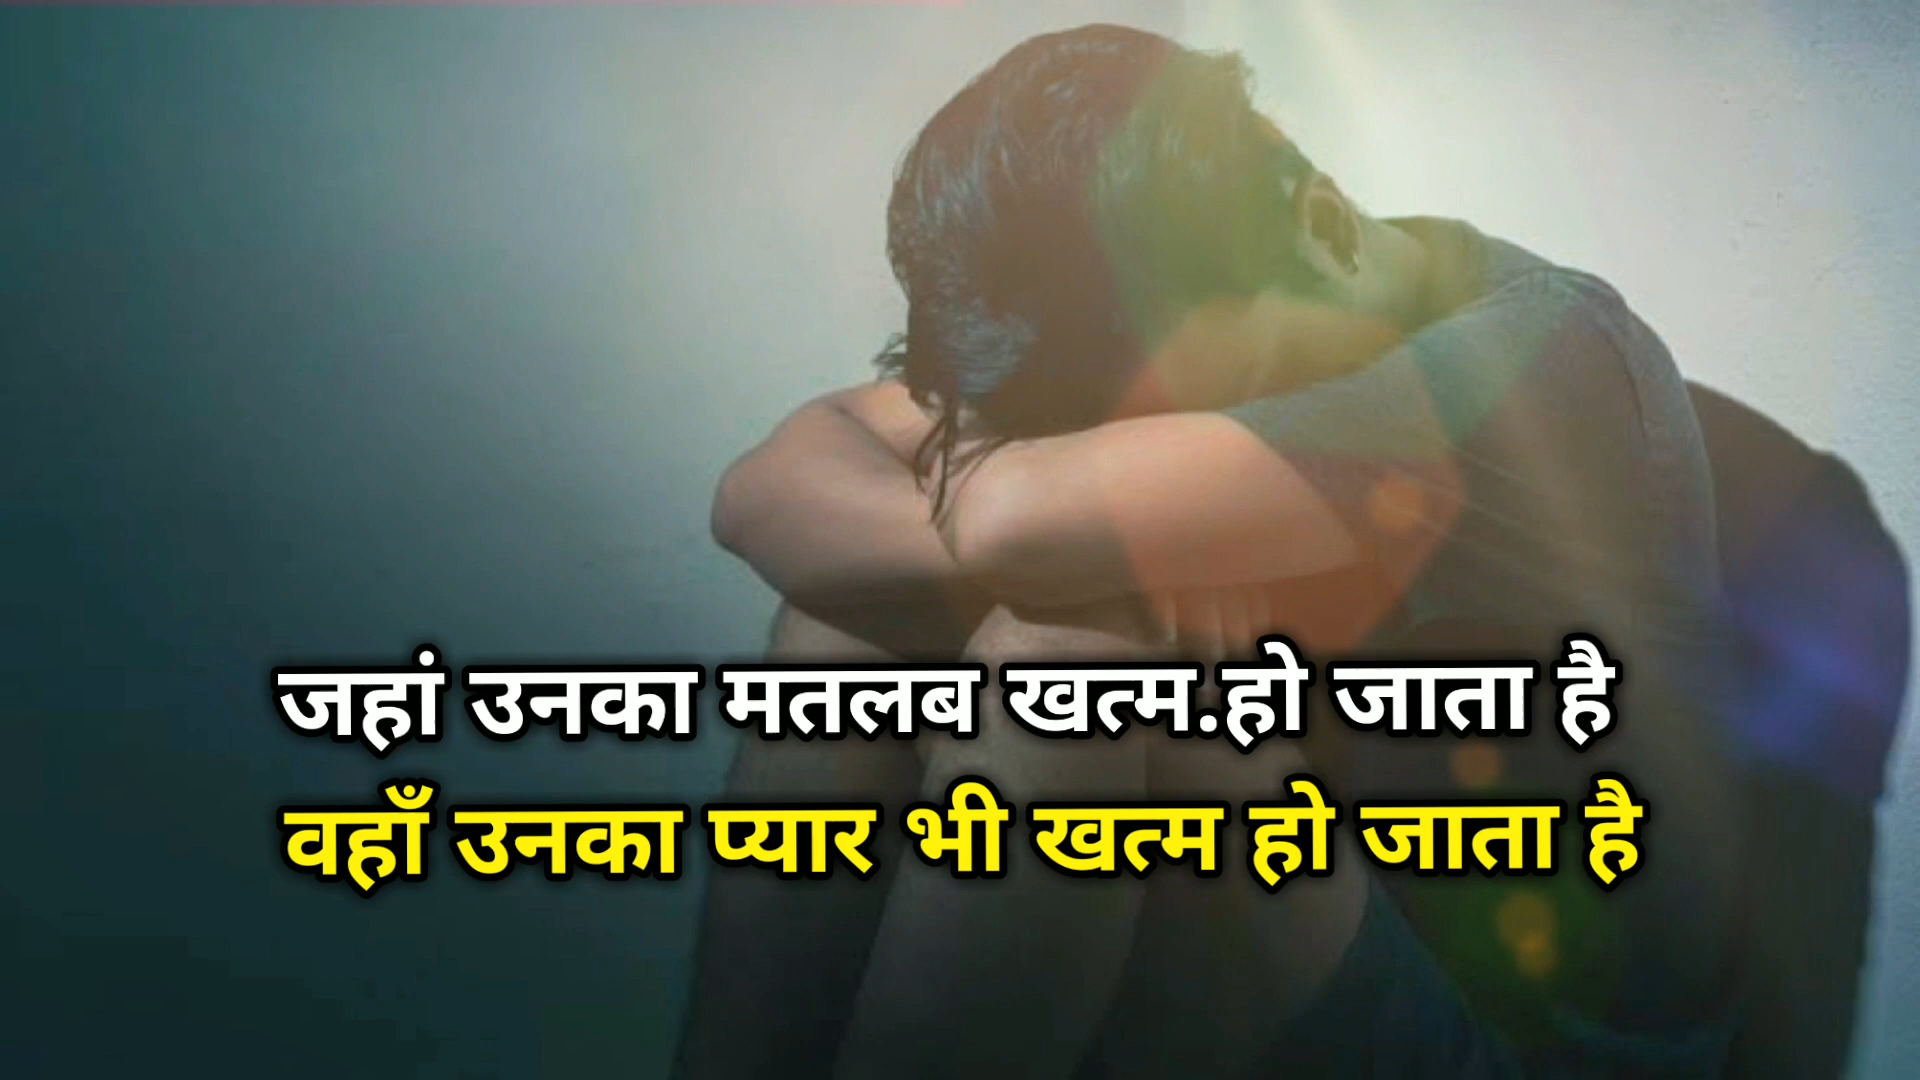 जहां उनका मतलब खत्म.हो जाता है
वहाँ उनका प्यार भी खत्म हो जाता है